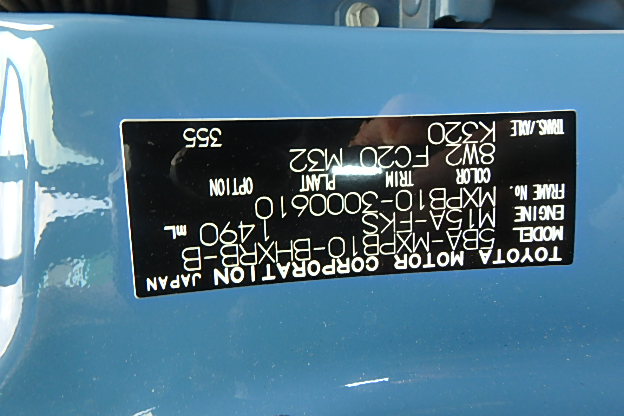 TOYOTA MOTOR CORPORATION JAPAN
MODEL 5BA-MXPB10-BHXRB-B
ENGINE M15A-FKS 1490 mL
FRAME No. MXPB10-3000610
COLOR TRIM PLANT OPTION
8W2 FC20 M32
TRANS./AXLE K320 355